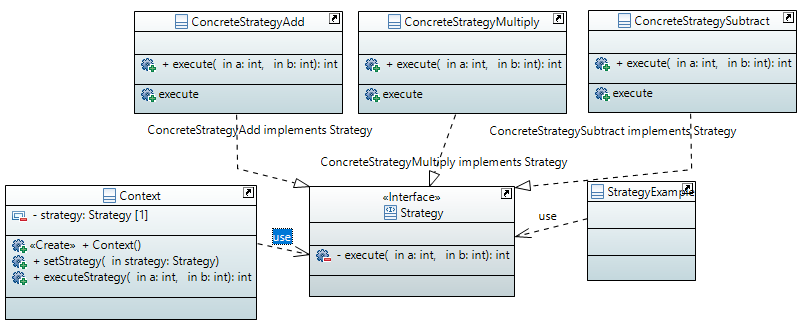 ConcreteStrategyAdd
+ execute( in a: int, in b: int): int
execute
ConcreteStrategyMultiply
+ execute( in a: int, in b: int): int
execute
ConcreteStrategySubtract
+ execute( in a: int, in b: int): int
execute
ConcreteStrategyAdd implements Strategy
ConcreteStrategySubtract implements Strategy
ConcreteStrategyMultiply implements Strategy
Context
- strategy: Strategy [1]
«Create» + Context()
+ setStrategy( in strategy: Strategy)
+ executeStrategy( in a: int, in b: int): int
use
«Interface»
Strategy
- execute( in a: int, in b: int): int
use
StrategyExample